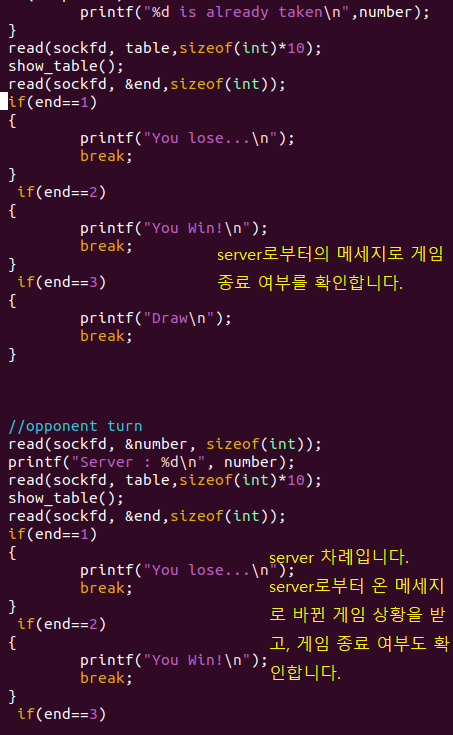 printf("%d is already taken\n",number);
}
read(sockfd, table,sizeof(int)*10);
show_table();
read(sockfd, &end,sizeof(int));
if(end==1)
{
printf("You lose...\n");
break;
}
if(end==2)
{
printf("You Win!\n");
break;
}
server로부터의 메세지로 게임
종료 여부를 확인합니다.
if(end==3)
{
printf("Draw\n");
break;
}
//opponent turn
read(sockfd, &number, sizeof(int));
printf("Server : %d\n", number);
read(sockfd, table,sizeof(int)*10);
show_table();
read(sockfd, &end,sizeof(int));
if(end==1)
{
printf("You lose...\n");
break;
}
if(end==2)
{
printf("You Win!\n");
break;
}
if(end==3)
server 차례입니다.
server로부터 온 메세지
로 바뀐 게임 상황을 받
고, 게임 종료 여부도 확
인합니다.